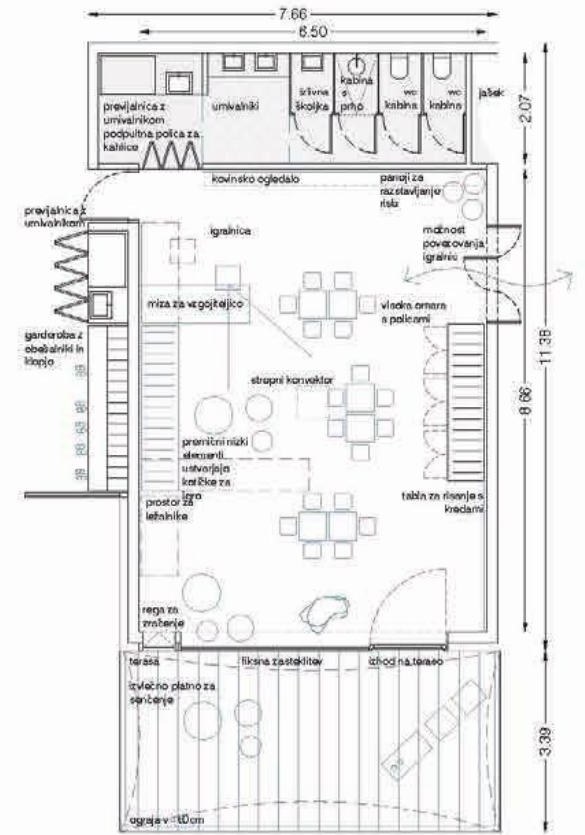 7.66
6.50
previjalnica z
umivalnikom
podpultna polica za
kahlice
umivalniki
izlivna
školjka
kabina
s
prho
wc
kabina
wc
kabina
jašek
2.07
kovinsko ogledalo
panoji za
razstavljanje
risb
previjalnica z
umivalnikom
igralnica
možnost
povezovanja
igralnic
miza za vzgojiteljico
visoka omara
s policami
garderoba z
obešalniki in
klopjo
stropni konvektor
11.38
8.66
premični nizki
elementi
ustvarjajo
kotičke za
igro
prostor za
ležalnike
tabla za risanje s
kredami
rega za
zračenje
terasa
fiksna zasteklitev
izhod na teraso
izvlečno platno za
senčenje
3.39
ograja v